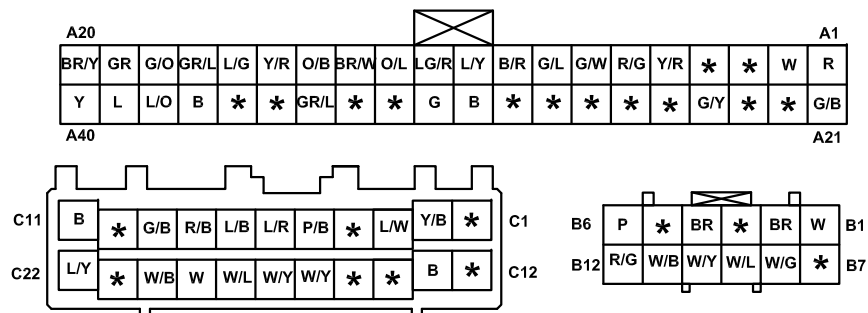 A20 A1
BR/Y GR G/O GR/L L/G Y/R O/B BR/W O/L LG/R L/Y B/R G/L G/W R/G Y/R * * W R
Y L L/O B * * GR/L * * G B * * * * * G/Y * * G/B
A40 A21
C11 B * G/B R/B L/B L/R P/B * L/W Y/B * C1
C22 L/Y * W/B W W/L W/Y W/Y * * B * C12
B6 P * BR * BR W B1
B12 R/G W/B W/Y W/L W/G * B7